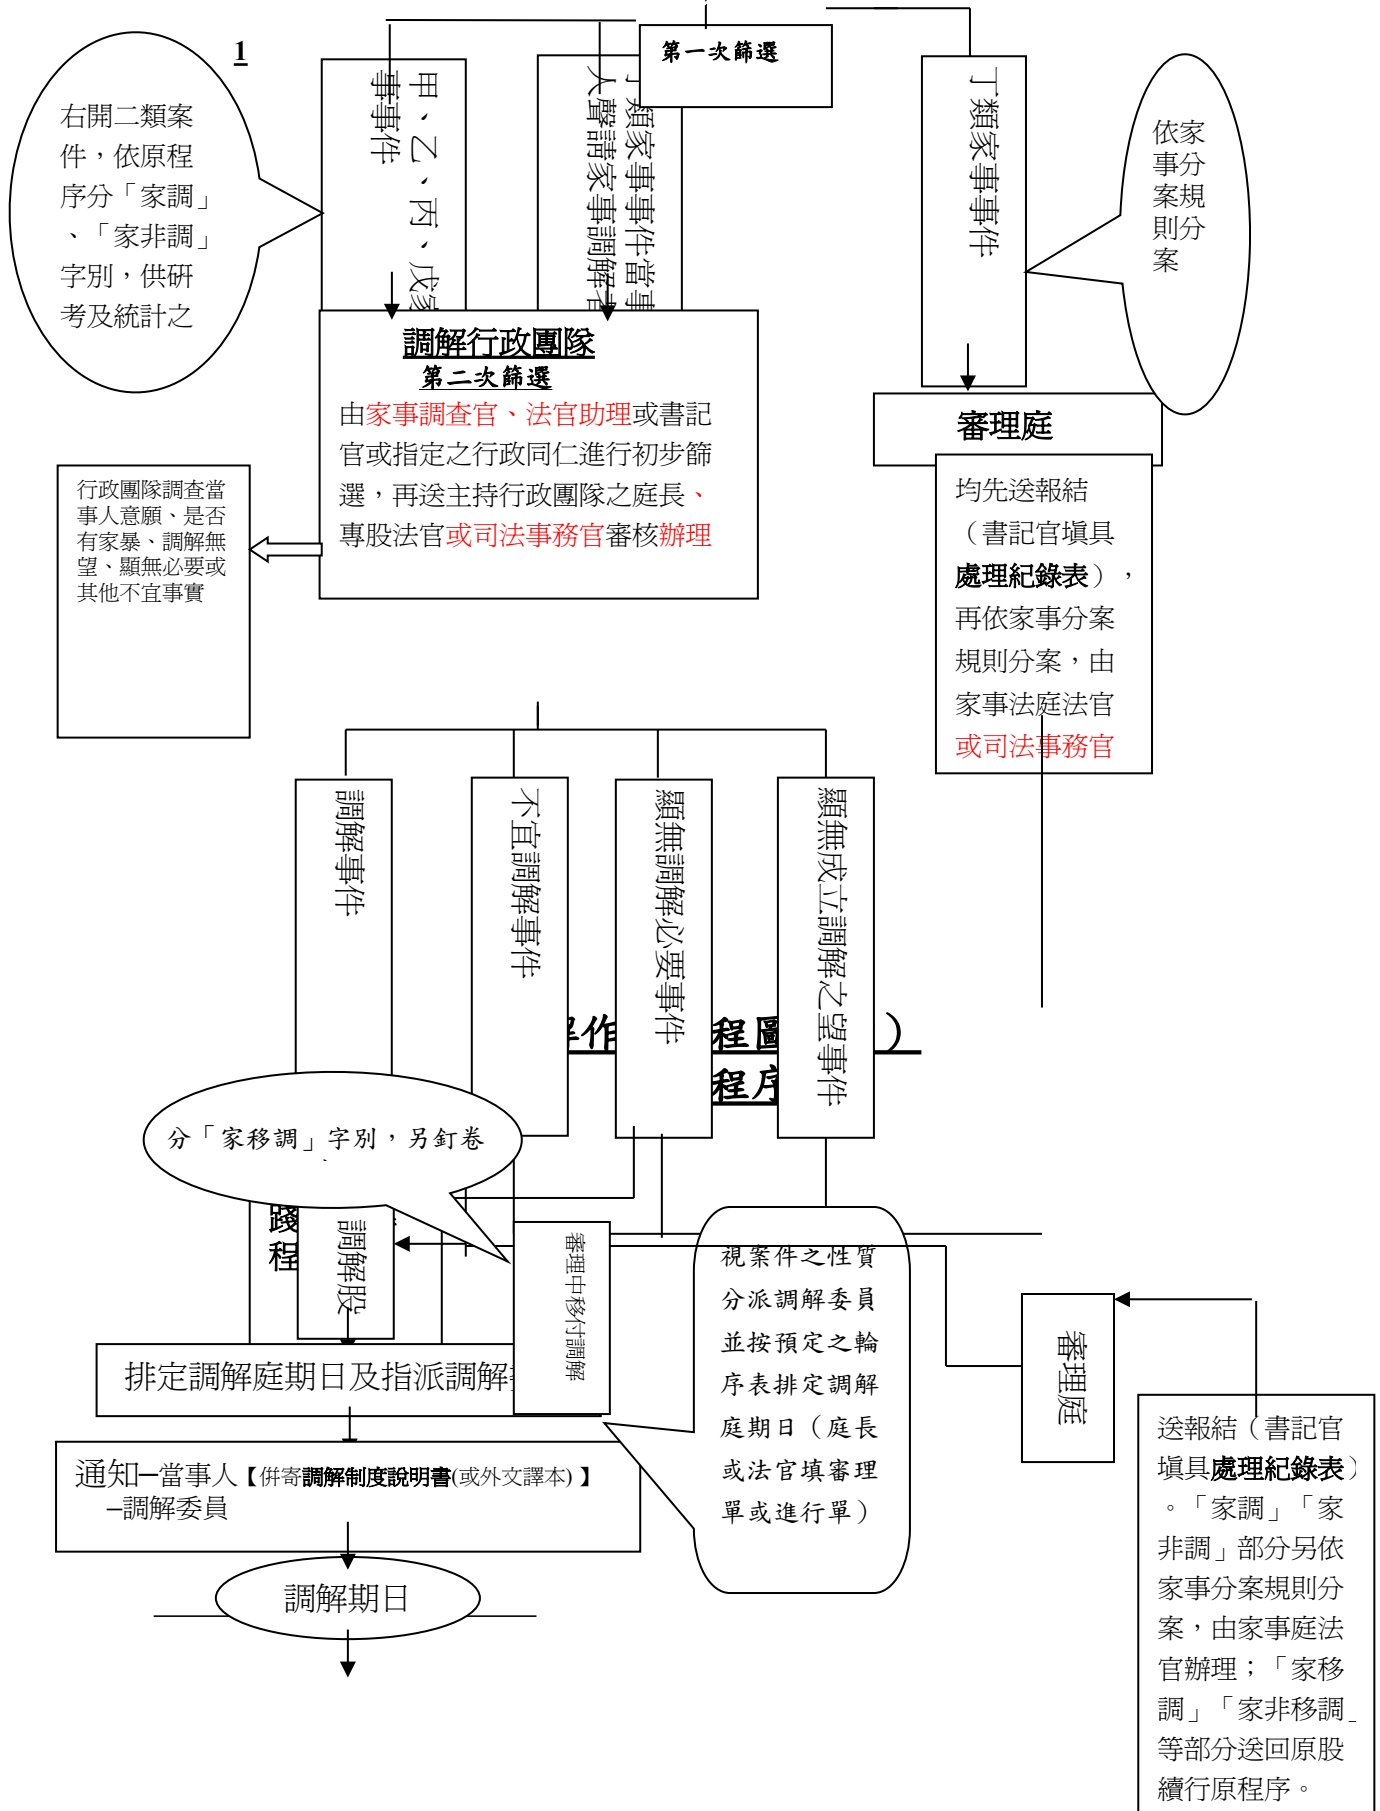 第一次篩選
1
右開二類案
件，依原程
序分「家調」
、「家非調」
字別，供研
考及統計之
甲、乙、丙、戊家
事事件
丁類家事事件當事
人聲請家事調解者
丁類家事事件
依家
事分
案規
則分
案
調解行政團隊
第二次篩選
由家事調查官、法官助理或書記
官或指定之行政同仁進行初步篩
選，再送主持行政團隊之庭長、
專股法官或司法事務官審核辦理
審理庭
均先送報結
（書記官填具
處理紀錄表），
再依家事分案
規則分案，由
家事法庭法官
或司法事務官
行政團隊調查當
事人意願、是否
有家暴、調解無
望、顯無必要或
其他不宜事實
調解事件
不宜調解事件
顯無調解必要事件
顯無成立調解之望事件
作
程圖
）
程序
分「家移調」字別，另釘卷
踐
程
調解股
審理中移付調解
視案件之性質
分派調解委員
並按預定之輪
序表排定調解
庭期日（庭長
或法官填審理
單或進行單）
審理庭
排定調解庭期日及指派調解
通知─當事人【併寄調解制度說明書(或外文譯本)】
─調解委員
調解期日
送報結（書記官
填具處理紀錄表）
。「家調」「家
非調」部分另依
家事分案規則分
案，由家事庭法
官辦理；「家移
調」「家非移調」
等部分送回原股
續行原程序。